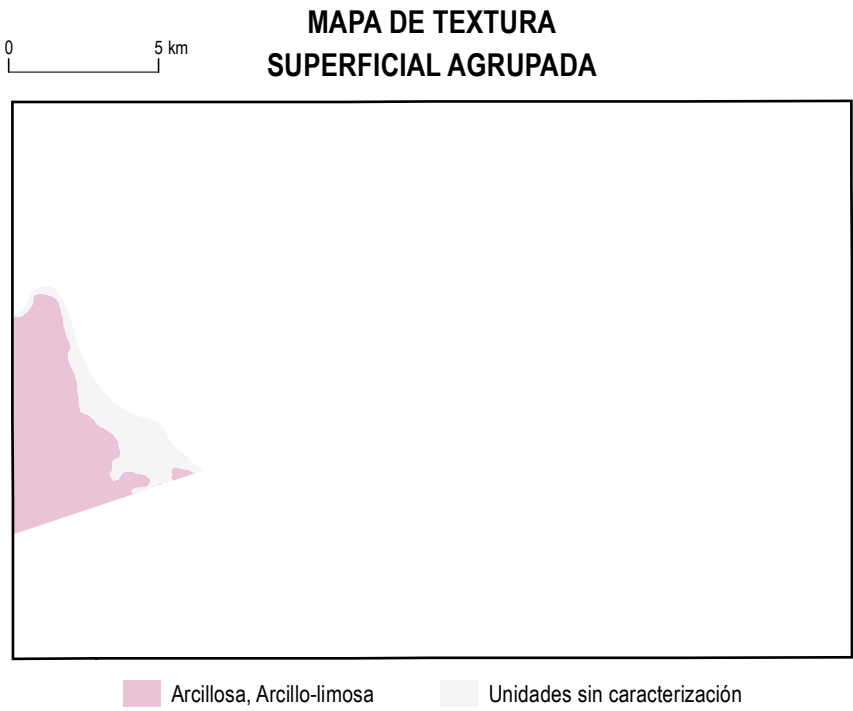 MAPA DE TEXTURA
SUPERFICIAL AGRUPADA
0 5 km
Arcillosa, Arcillo-limosa
Unidades sin caracterización